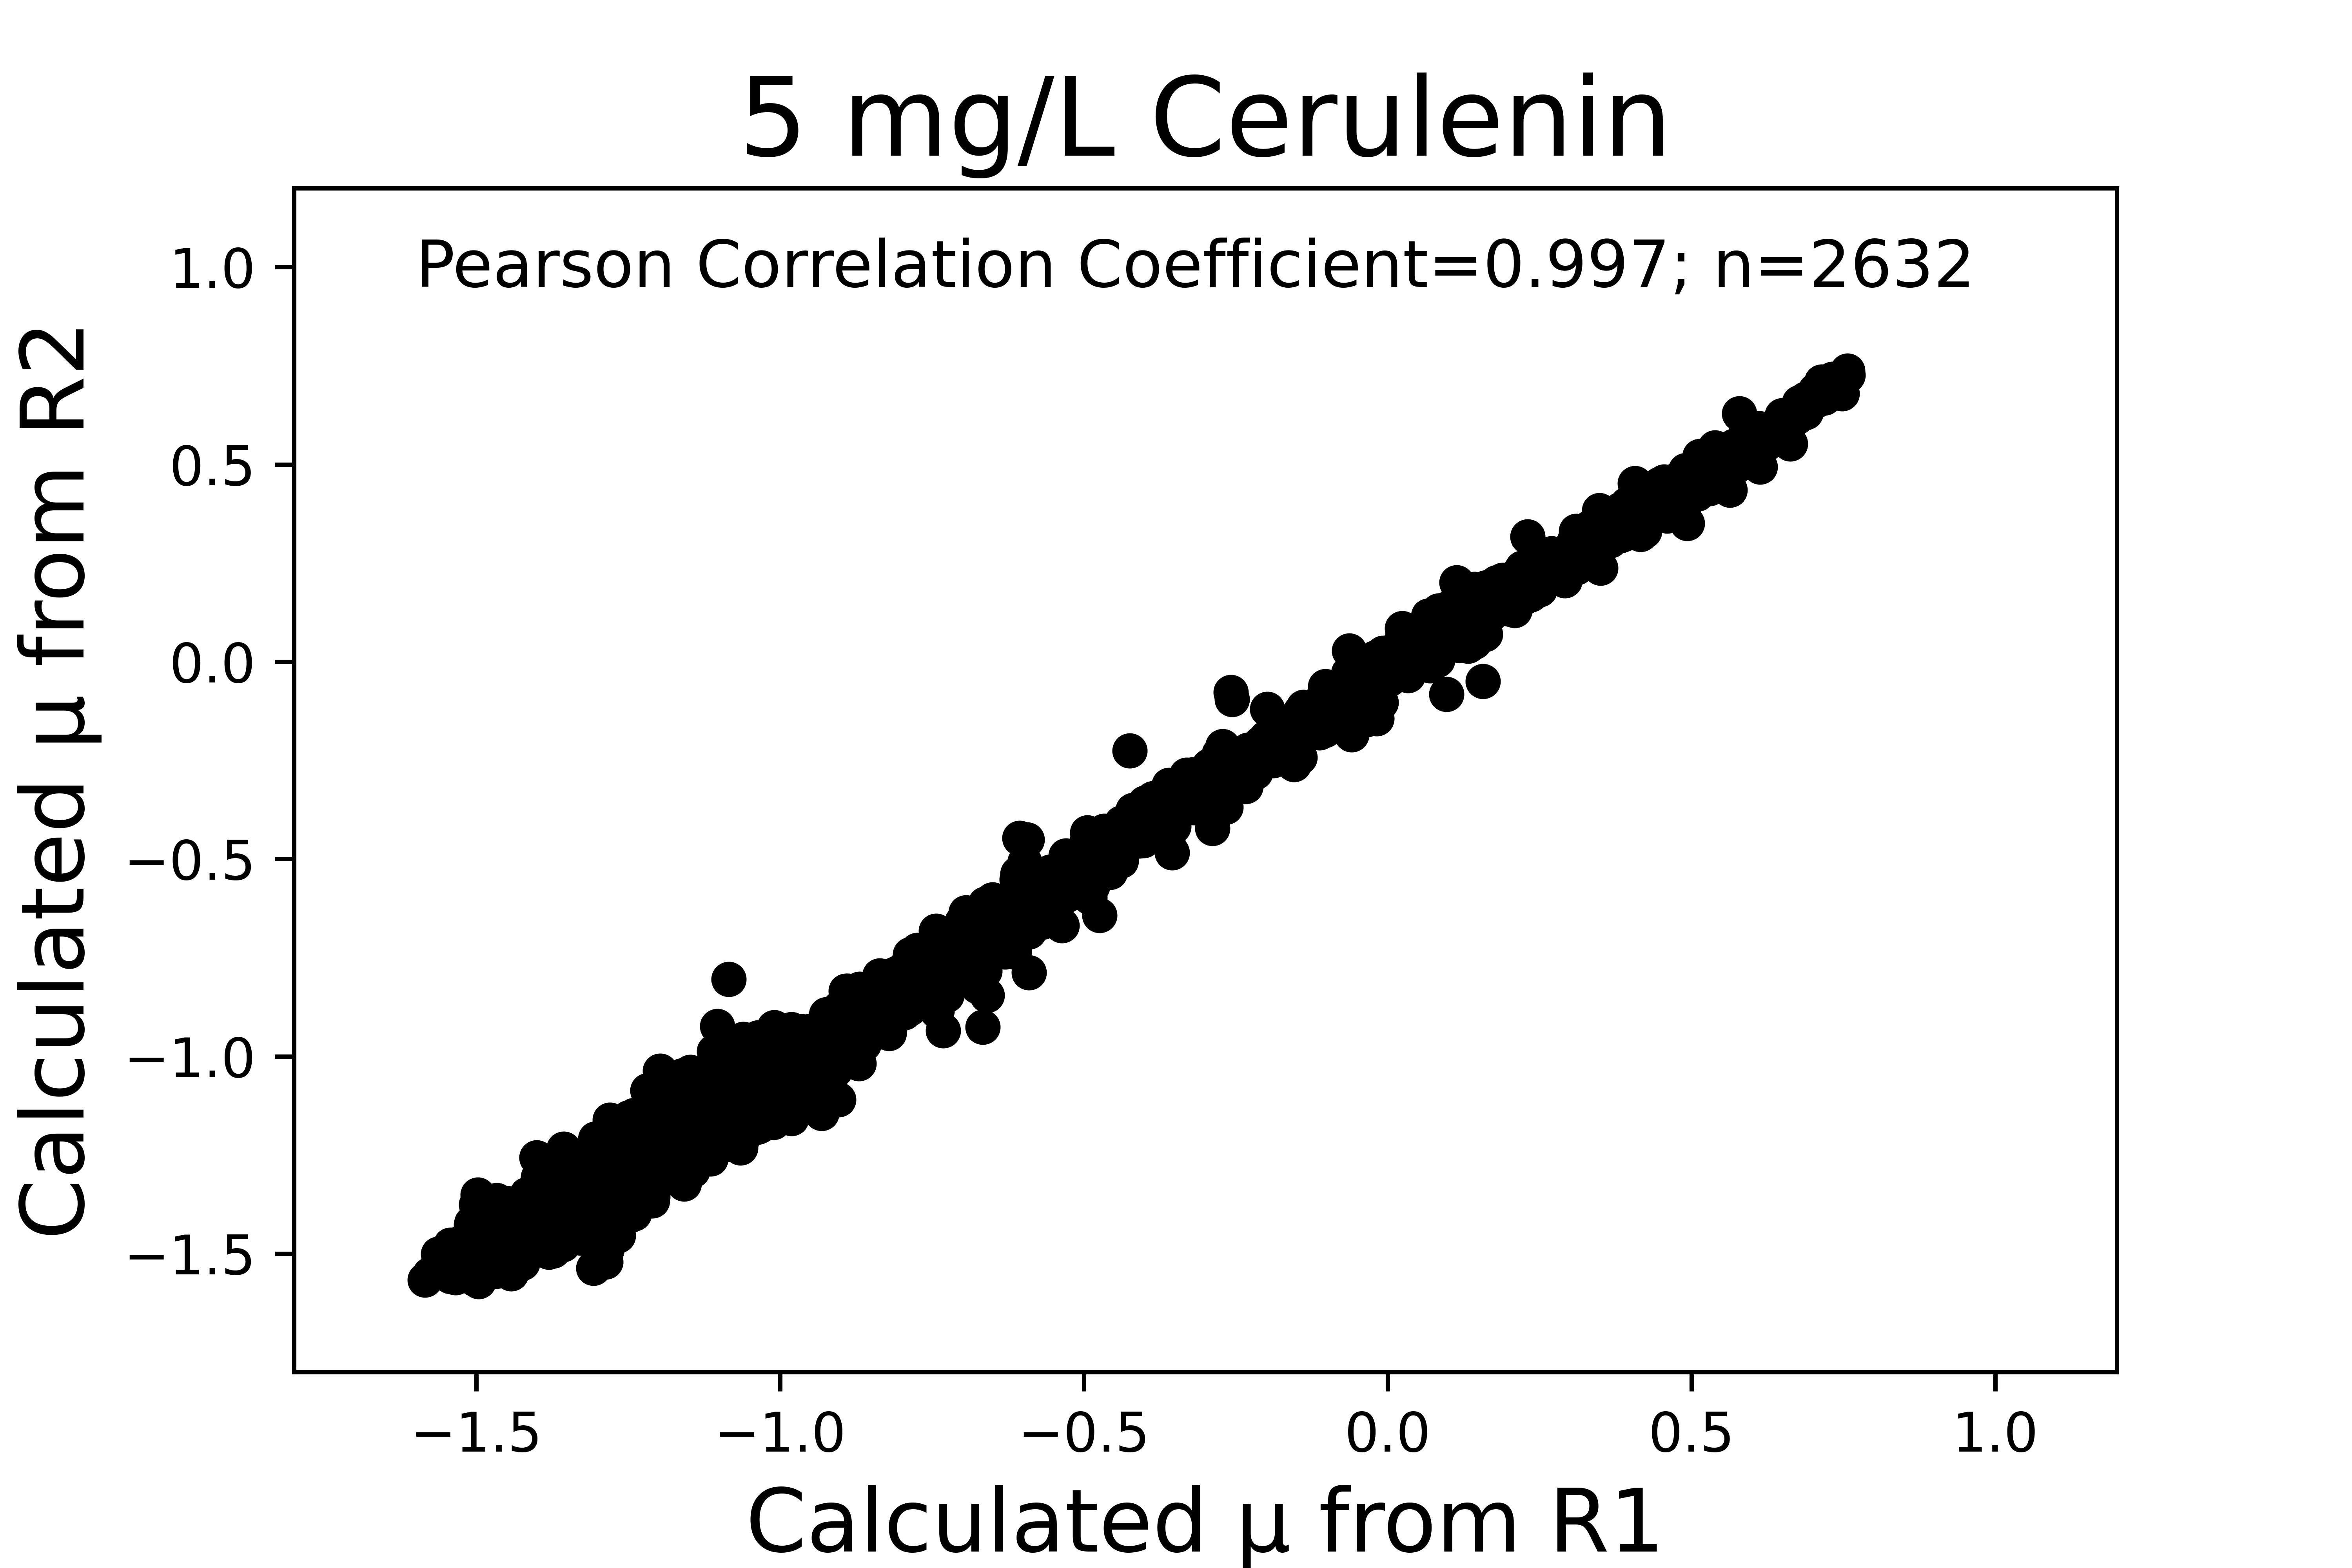 5 mg/L Cerulenin
Pearson Correlation Coefficient=0.997; n=2632
Calculated μ from R2
1.0
0.5
0.0
−0.5
−1.0
−1.5
−1.5 −1.0 −0.5 0.0 0.5 1.0
Calculated μ from R1